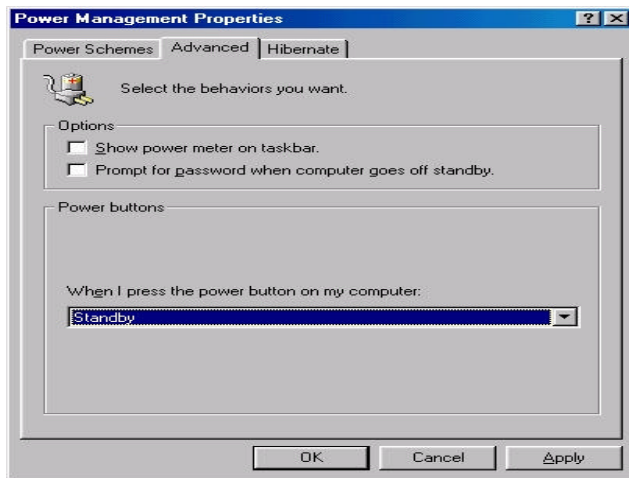 Power Management Properties
Power Schemes Advanced Hibernate
Select the behaviors you want.
Options
Show power meter on taskbar.
Prompt for password when computer goes off standby.
Power buttons
When I press the power button on my computer:
Standby
OK Cancel Apply